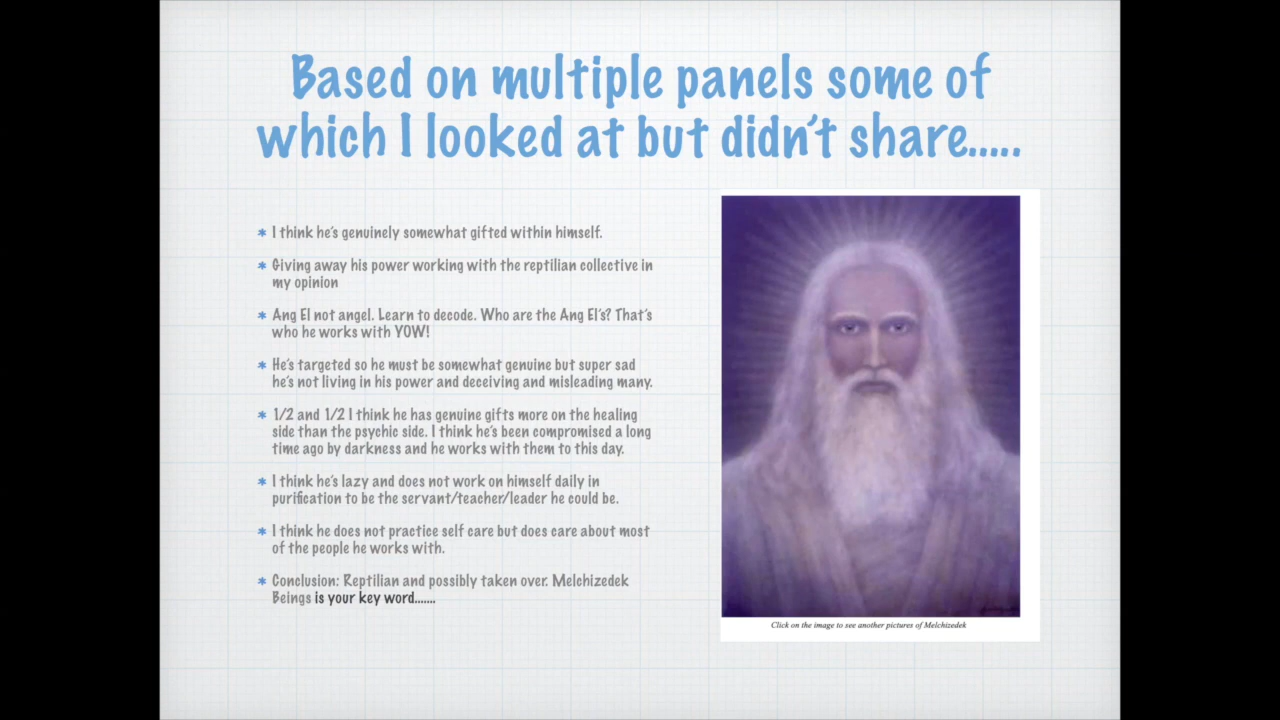 Based on multiple panels some of
which I looked at but didn't share.....
* I think he's genuinely somewhat gifted within himself.
* Giving away his power working with the reptilian collective in
my opinion
* Ang El not angel. Learn to decode. Who are the Ang El's? That's
who he works with YOW!
* He's targeted so he must be somewhat genuine but super sad
he's not living in his power and deceiving and misleading many.
* 1/2 and 1/2 I think he has genuine gifts more on the healing
side than the psychic side. I think he's been compromised a long
time ago by darkness and he works with them to this day.
* I think he's lazy and does not work on himself daily in
purification to be the servant/teacher/leader he could be.
* I think he does not practice self care but does care about most
of the people he works with.
* Conclusion: Reptilian and possibly taken over. Melchizedek
Beings is your key word.......
Click on the image to see another pictures of Melchizedek